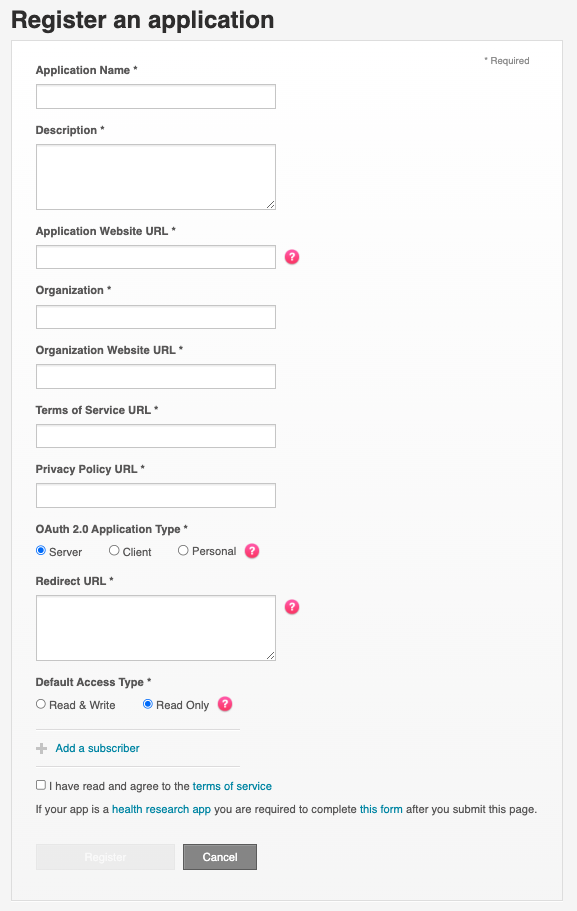 Register an application
* Required
Application Name *
Description *
Application Website URL *
?
Organization *
Organization Website URL *
Terms of Service URL *
Privacy Policy URL *
OAuth 2.0 Application Type *
Server Client Personal ?
Redirect URL *
?
Default Access Type *
Read & Write Read Only ?
Add a subscriber
I have read and agree to the terms of service
If your app is a health research app you are required to complete this form after you submit this page.
Register Cancel